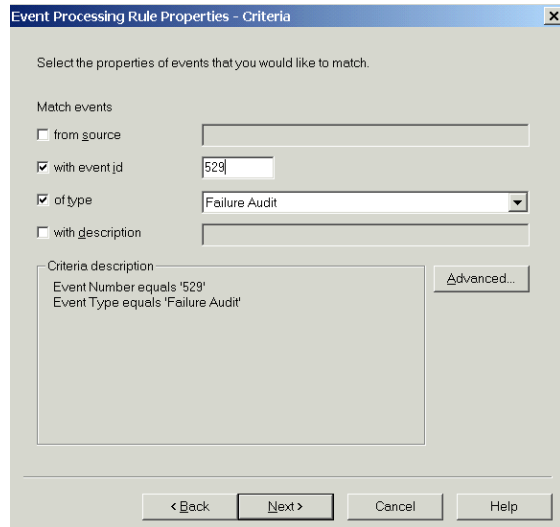 Event Processing Rule Properties - Criteria
Select the properties of events that you would like to match.
Match events
from source
with event id 529
of type Failure Audit
with description
Criteria description
Event Number equals '529'
Event Type equals 'Failure Audit'
Advanced...
< Back Next > Cancel Help